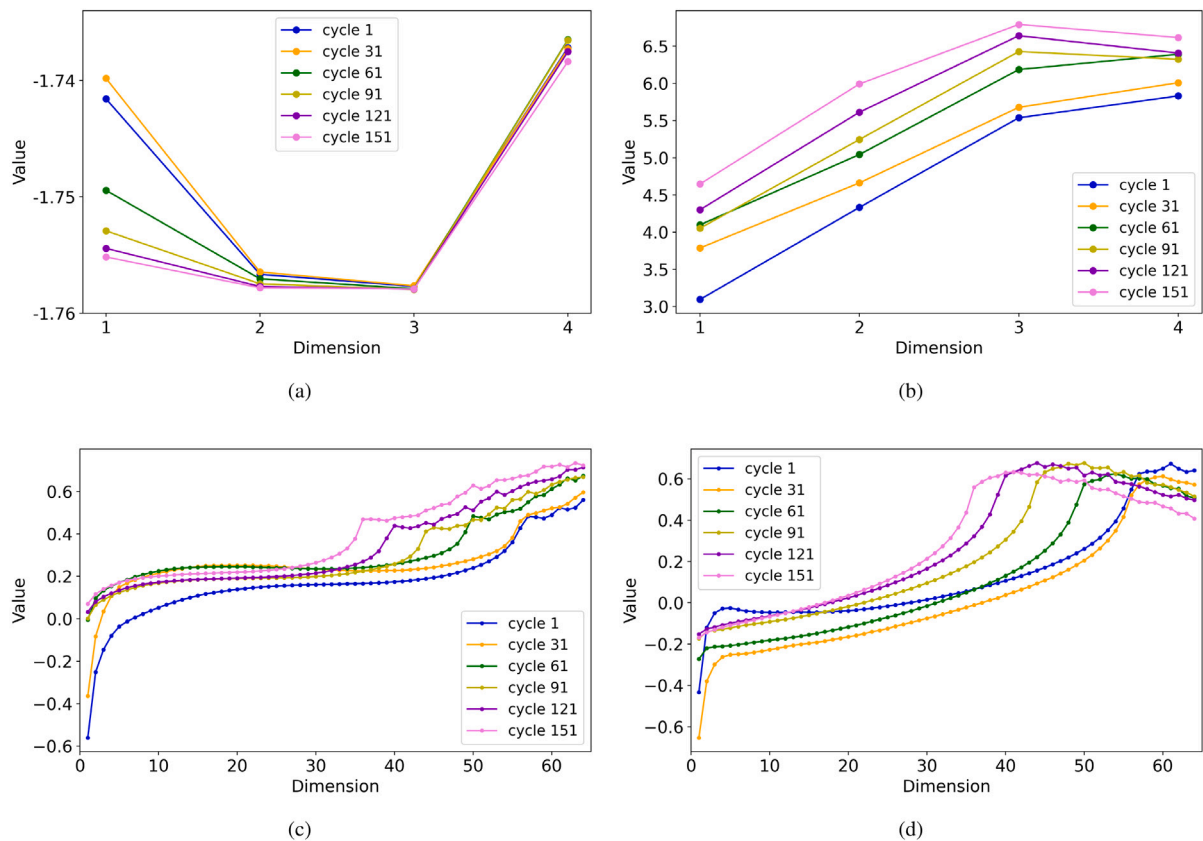 cycle 1
cycle 31
cycle 61
cycle 91
cycle 121
cycle 151
-1.74
-1.75
-1.76
Value
1 2 3 4
Dimension
(a)
6.5
6.0
5.5
5.0
4.5
4.0
3.5
3.0
Value
cycle 1
cycle 31
cycle 61
cycle 91
cycle 121
cycle 151
1 2 3 4
Dimension
(b)
0.6
0.4
0.2
0.0
−0.2
−0.4
−0.6
Value
cycle 1
cycle 31
cycle 61
cycle 91
cycle 121
cycle 151
0 10 20 30 40 50 60
Dimension
(c)
cycle 1
cycle 31
cycle 61
cycle 91
cycle 121
cycle 151
0.6
0.4
0.2
0.0
−0.2
−0.4
−0.6
Value
0 10 20 30 40 50 60
Dimension
(d)